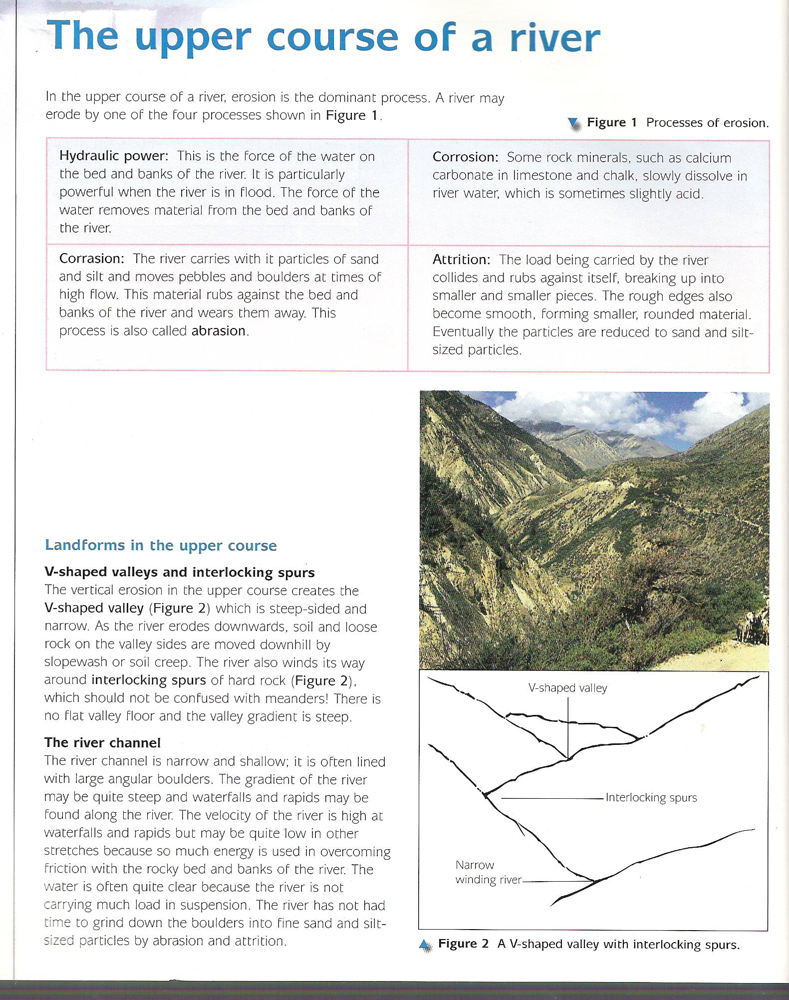 The upper course of a river
In the upper course of a river, erosion is the dominant process. A river may
erode by one of the four processes shown in Figure 1.
Figure 1 Processes of erosion.
Hydraulic power: This is the force of the water on
the bed and banks of the river. It is particularly
powerful when the river is in flood. The force of the
water removes material from the bed and banks of
the river.
Corrosion: Some rock minerals, such as calcium
carbonate in limestone and chalk, slowly dissolve in
river water, which is sometimes slightly acid.
Corrasion: The river carries with it particles of sand
and silt and moves pebbles and boulders at times of
high flow. This material rubs against the bed and
banks of the river and wears them away. This
process is also called abrasion.
Attrition: The load being carried by the river
collides and rubs against itself, breaking up into
smaller and smaller pieces. The rough edges also
become smooth, forming smaller, rounded material.
Eventually the particles are reduced to sand and silt-
sized particles.
Landforms in the upper course
V-shaped valleys and interlocking spurs
The vertical erosion in the upper course creates the
V-shaped valley (Figure 2) which is steep-sided and
narrow. As the river erodes downwards, soil and loose
rock on the valley sides are moved downhill by
slopewash or soil creep. The river also winds its way
around interlocking spurs of hard rock (Figure 2),
which should not be confused with meanders! There is
no flat valley floor and the valley gradient is steep.
The river channel
The river channel is narrow and shallow; it is often lined
with large angular boulders. The gradient of the river
may be quite steep and waterfalls and rapids may be
found along the river. The velocity of the river is high at
waterfalls and rapids but may be quite low in other
stretches because so much energy is used in overcoming
friction with the rocky bed and banks of the river. The
water is often quite clear because the river is not
carrying much load in suspension. The river has not had
time to grind down the boulders into fine sand and silt-
sized particles by abrasion and attrition.
V-shaped valley
Interlocking spurs
Narrow
winding river
Figure 2 A V-shaped valley with interlocking spurs.